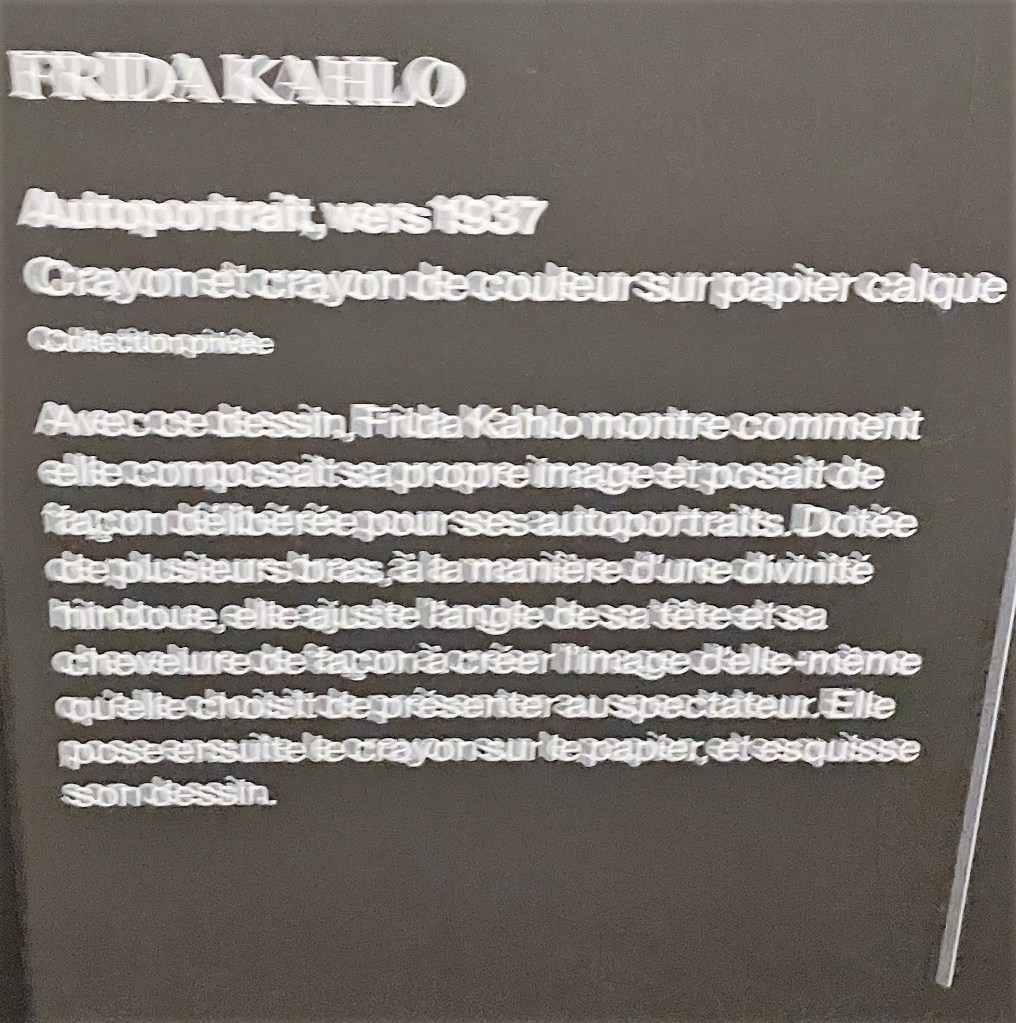 FRIDA KAHLO
Autoportrait, vers 1937
Crayon et crayon de couleur sur papier calque
Collection privée
Avec ce dessin, Frida Kahlo montre comment
elle composait sa propre image et posait de
façon délibérée pour ses autoportraits. Dotée
de plusieurs bras, à la manière d'une divinité
hindoue, elle ajuste l'angle de sa tête et sa
chevelure de façon à créer l'image d'elle-même
qu'elle choisit de présenter au spectateur. Elle
pose ensuite le crayon sur le papier, et esquisse
son dessin.